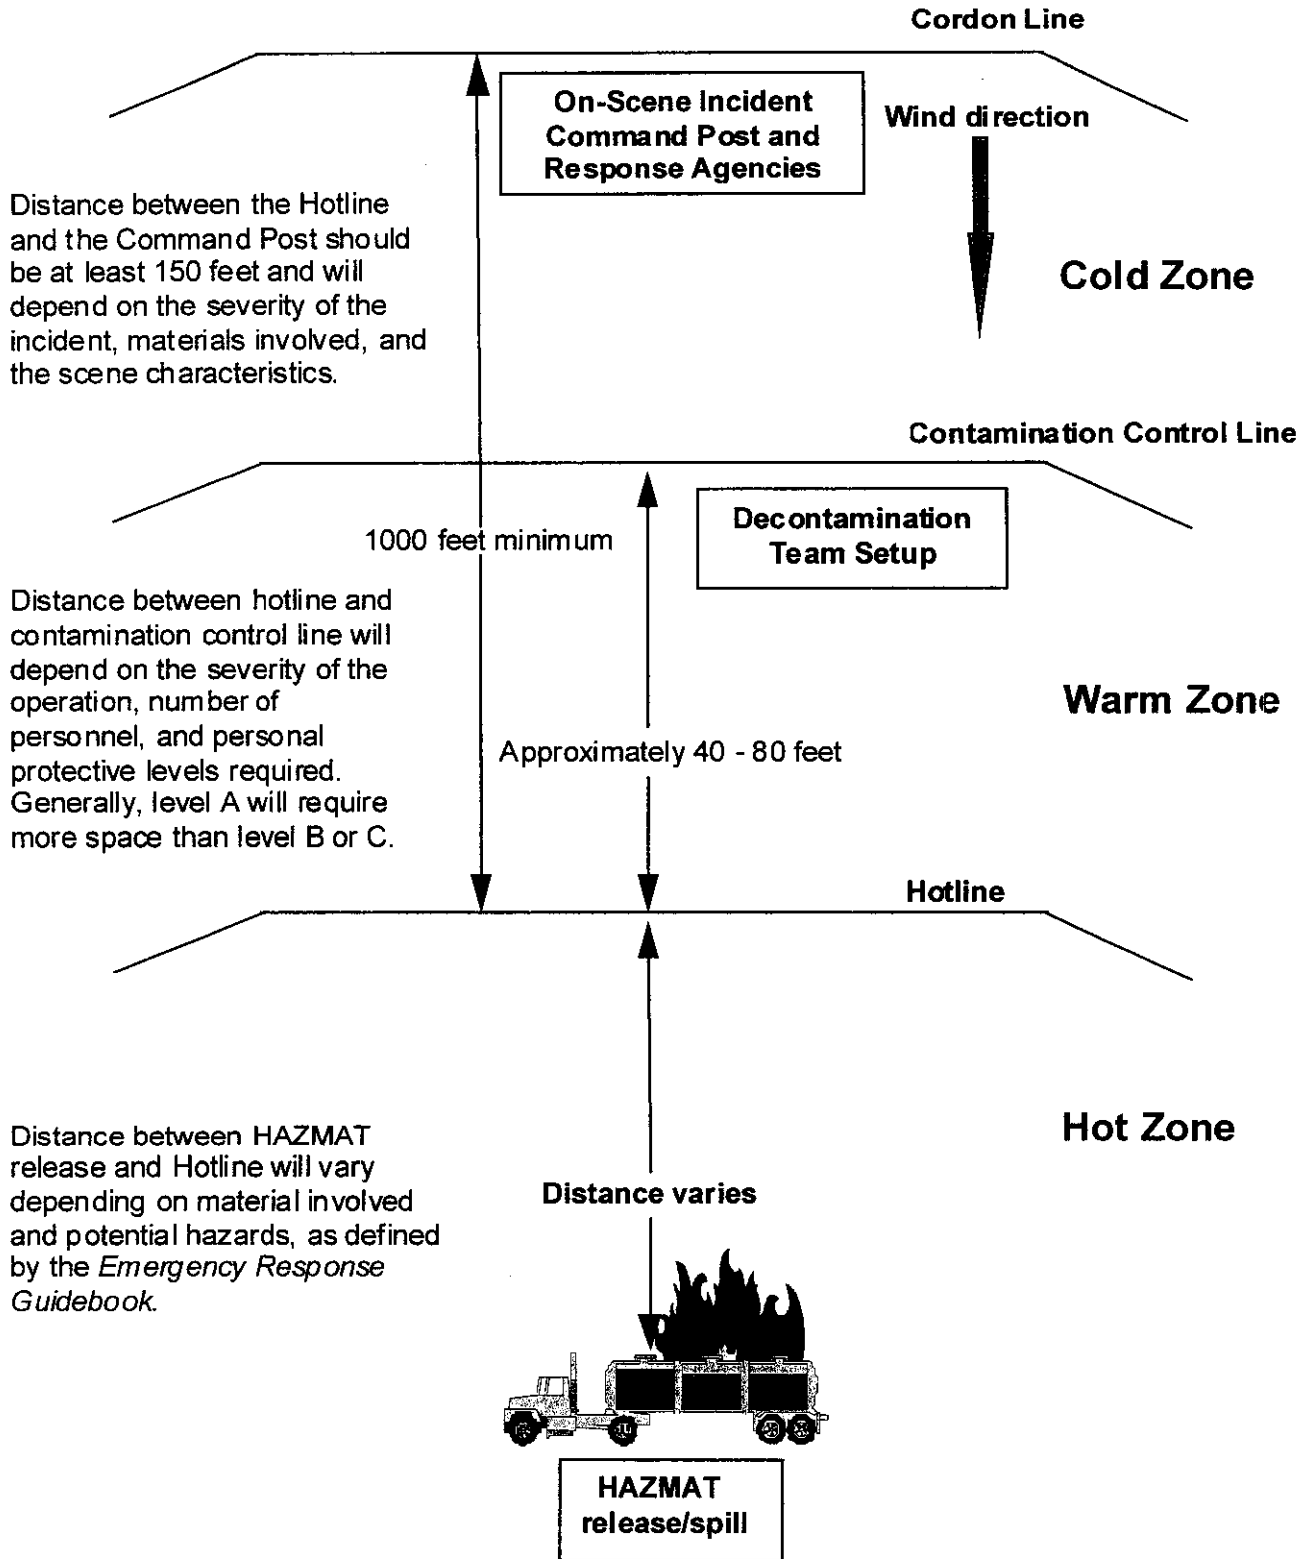 Cordon Line
On-Scene Incident
Command Post and
Response Agencies
Wind direction
Distance between the Hotline
and the Command Post should
be at least 150 feet and will
depend on the severity of the
incident, materials involved, and
the scene characteristics.
Cold Zone
Contamination Control Line
Decontamination
Team Setup
1000 feet minimum
Distance between hotline and
contamination control line will
depend on the severity of the
operation, number of
personnel, and personal
protective levels required.
Generally, level A will require
more space than level B or C.
Warm Zone
Approximately 40 - 80 feet
Hotline
Hot Zone
Distance between HAZMAT
release and Hotline will vary
depending on material involved
and potential hazards, as defined
by the Emergency Response
Guidebook.
Distance varies
HAZMAT
release/spill